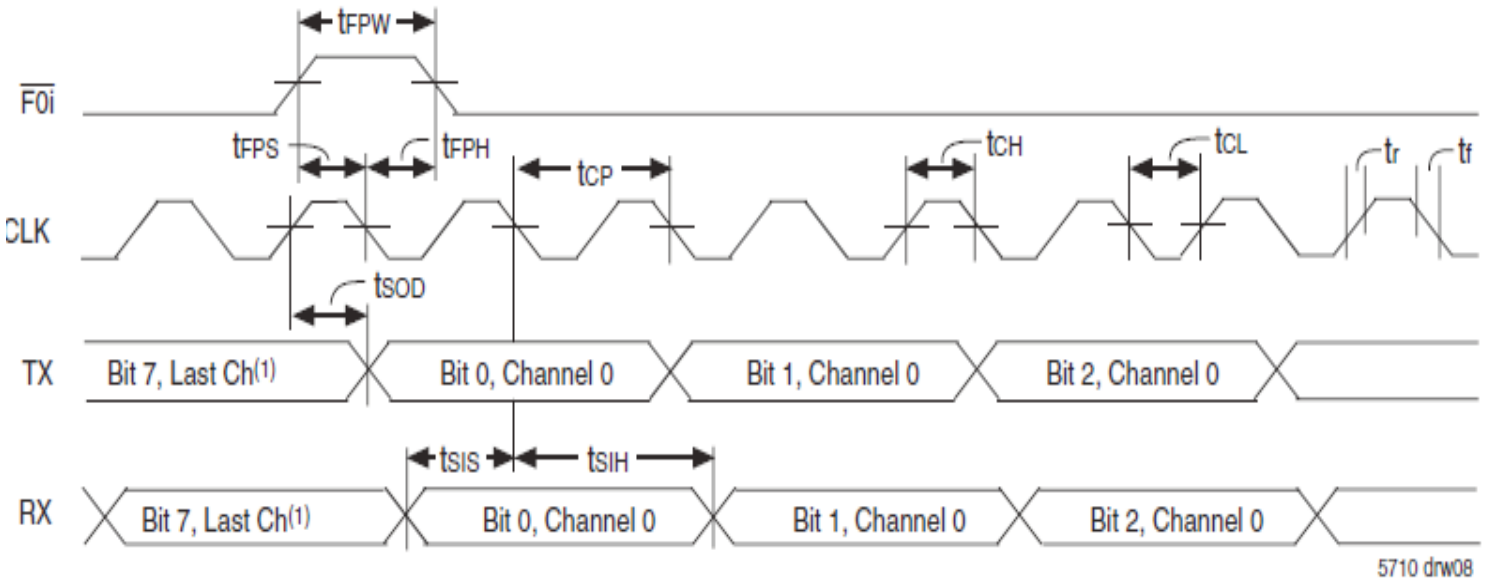 tFPW
F0i
tFPS
tFPH
tCP
tCH
tCL
tr
tf
CLK
tSOD
TX
Bit 7, Last Ch(1)
Bit 0, Channel 0
Bit 1, Channel 0
Bit 2, Channel 0
tSIS
tSIH
RX
Bit 7, Last Ch(1)
Bit 0, Channel 0
Bit 1, Channel 0
Bit 2, Channel 0
5710 drw08